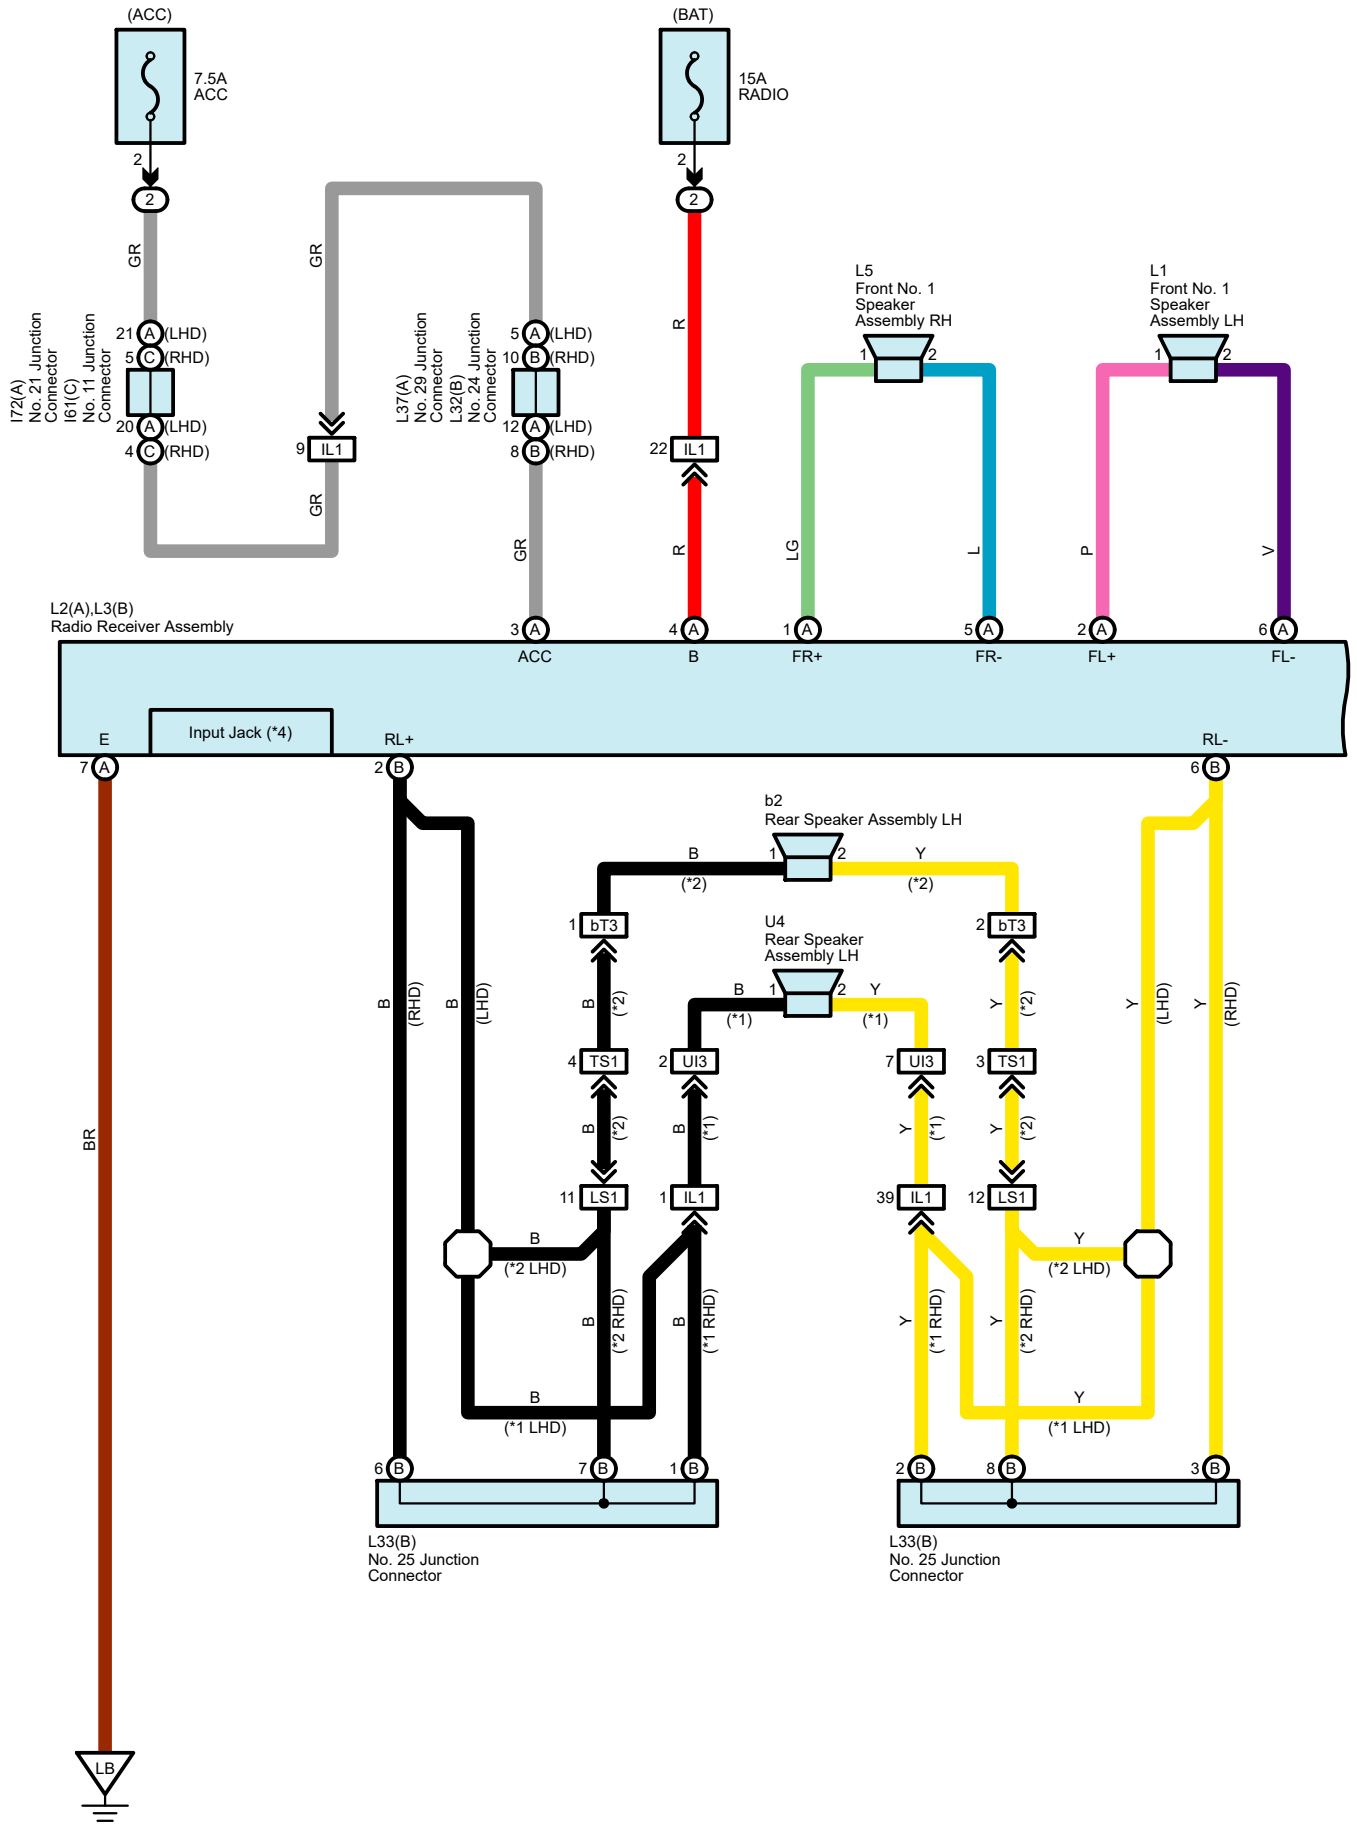 (ACC)
(BAT)
7.5A
ACC
15A
RADIO
2
2
2
2
GR
GR
R
L5
Front No. 1
Speaker
Assembly RH
L1
Front No. 1
Speaker
Assembly LH
I72(A)
No. 21 Junction
Connector
I61(C)
No. 11 Junction
Connector
21 A (LHD)
5 C (RHD)
20 A (LHD)
4 C (RHD)
L37(A)
No. 29 Junction
Connector
L32(B)
No. 24 Junction
Connector
5 A (LHD)
10 B (RHD)
12 A (LHD)
8 B (RHD)
1 2
1 2
9 IL1
22 IL1
GR
GR
R
LG
L
P
V
L2(A),L3(B)
Radio Receiver Assembly
3 A
4 A
1 A
5 A
2 A
6 A
ACC
B
FR+
FR-
FL+
FL-
Input Jack (*4)
E
RL+
RL-
7 A
2 B
6 B
b2
Rear Speaker Assembly LH
1 2
B
(*2)
Y
(*2)
1 bT3
2 bT3
U4
Rear Speaker
Assembly LH
1 2
B
(*1)
Y
(*1)
B
(RHD)
B
(LHD)
B
(*2)
Y
(*2)
Y
(LHD)
Y
(RHD)
4 TS1
2 UI3
7 UI3
3 TS1
BR
B
(*2)
B
(*1)
Y
(*1)
Y
(*2)
11 LS1
1 IL1
39 IL1
12 LS1
B
(*2 LHD)
Y
(*2 LHD)
B
(*2 RHD)
B
(*1 RHD)
Y
(*1 RHD)
Y
(*2 RHD)
B
(*1 LHD)
Y
(*1 LHD)
6 B
7 B
1 B
2 B
8 B
3 B
L33(B)
No. 25 Junction
Connector
L33(B)
No. 25 Junction
Connector
LB